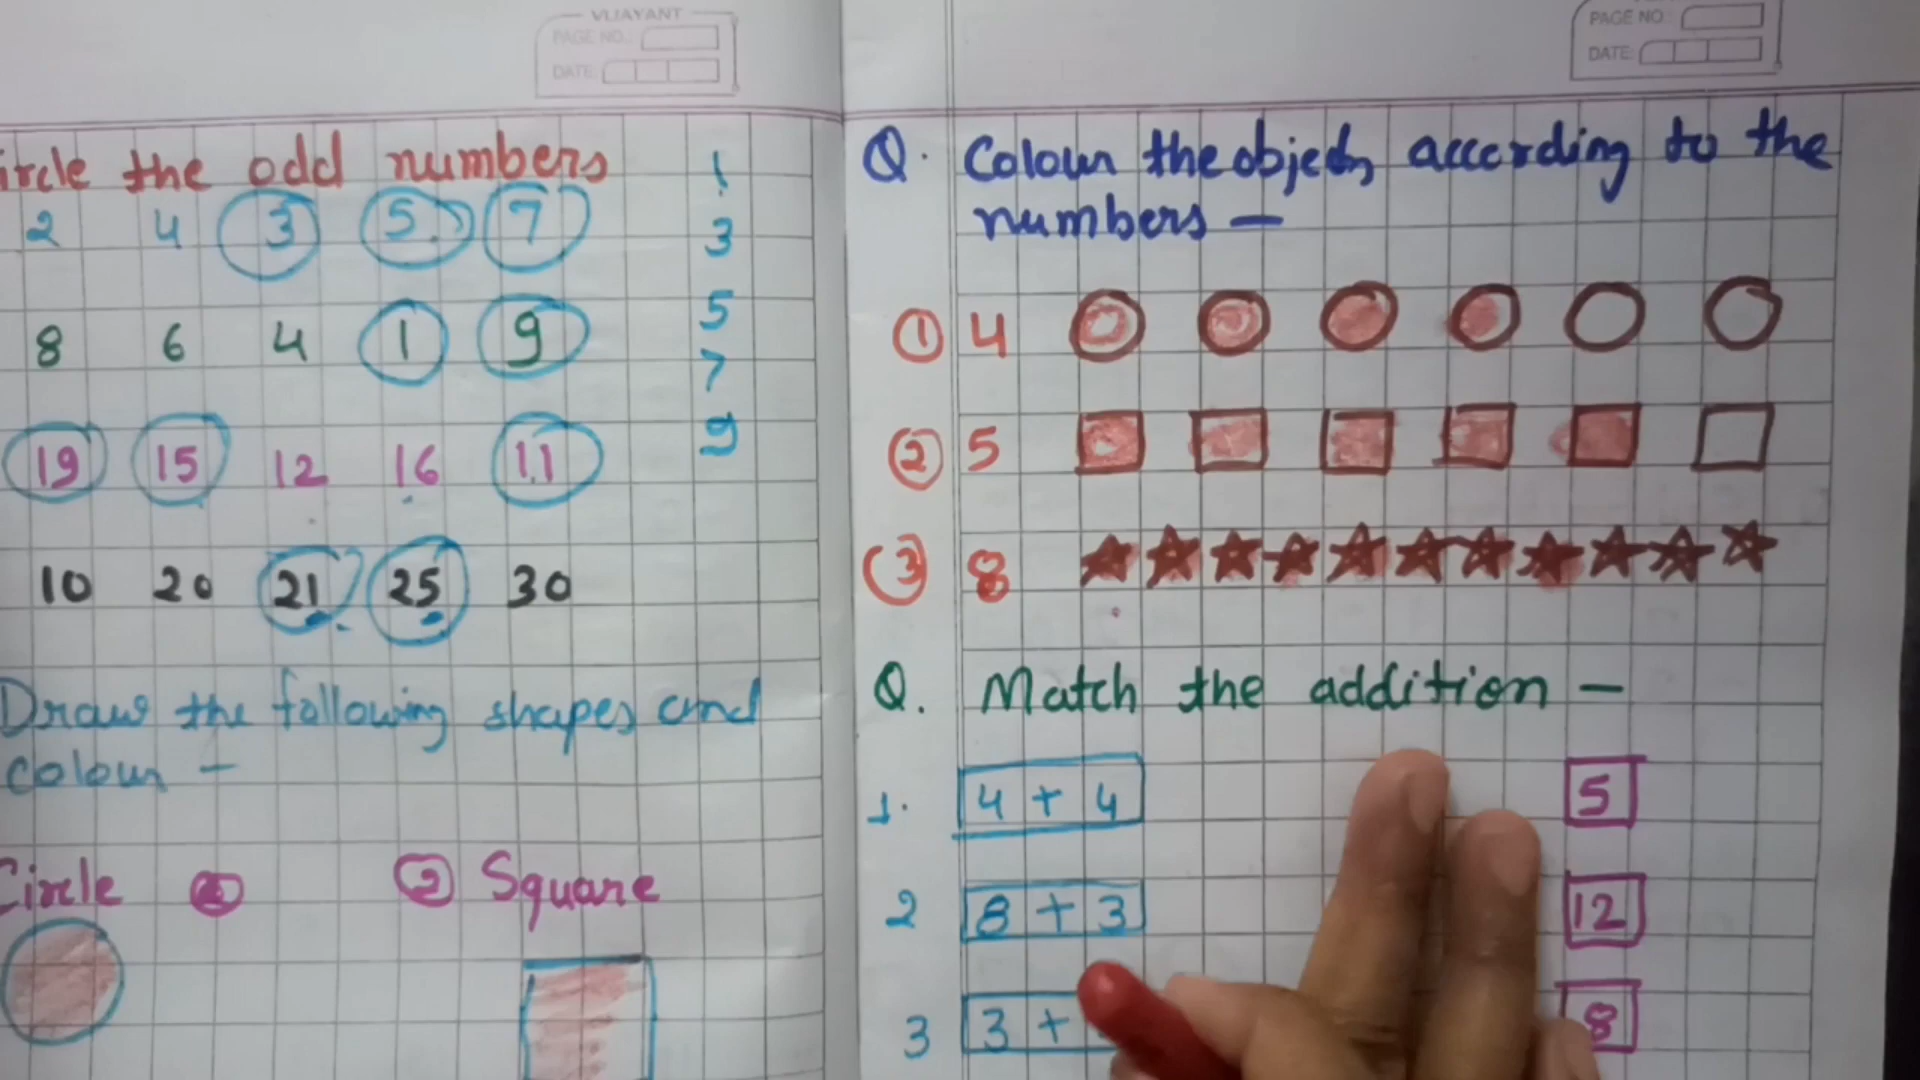 VIJAYANT
PAGE NO.:
DATE:
ircle the odd numbers
2 4 3 5 7
8 6 4 1 9
19 15 12 16 11
10 20 21 25 30
1
3
5
7
9
Draw the following shapes and
colour -
Circle
2 Square
PAGE NO.:
DATE:
Q. Colour the objects according to the
numbers -
1 4
2 5
3 8
Q. Match the addition -
1. 4 + 4 5
2 8 + 3 12
3 3 + 8